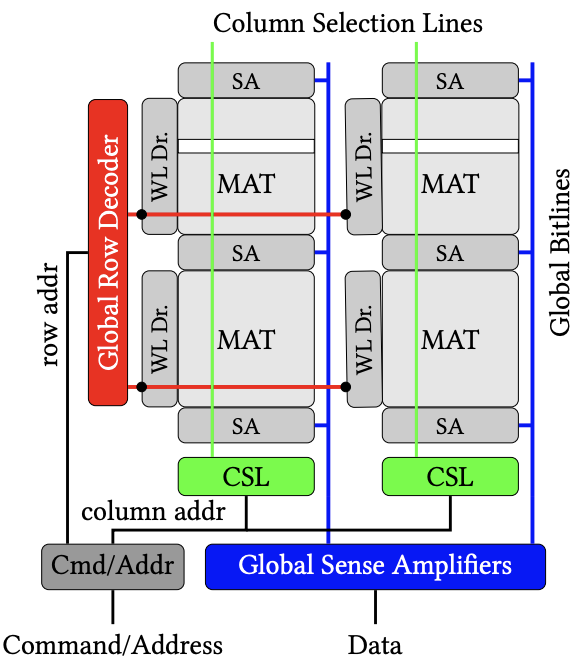 Column Selection Lines
SA
SA
Global Row Decoder
WL Dr.
MAT
WL Dr.
MAT
Global Bitlines
SA
SA
row addr
WL Dr.
MAT
WL Dr.
MAT
SA
SA
CSL
CSL
column addr
Cmd/Addr
Global Sense Amplifiers
Command/Address
Data